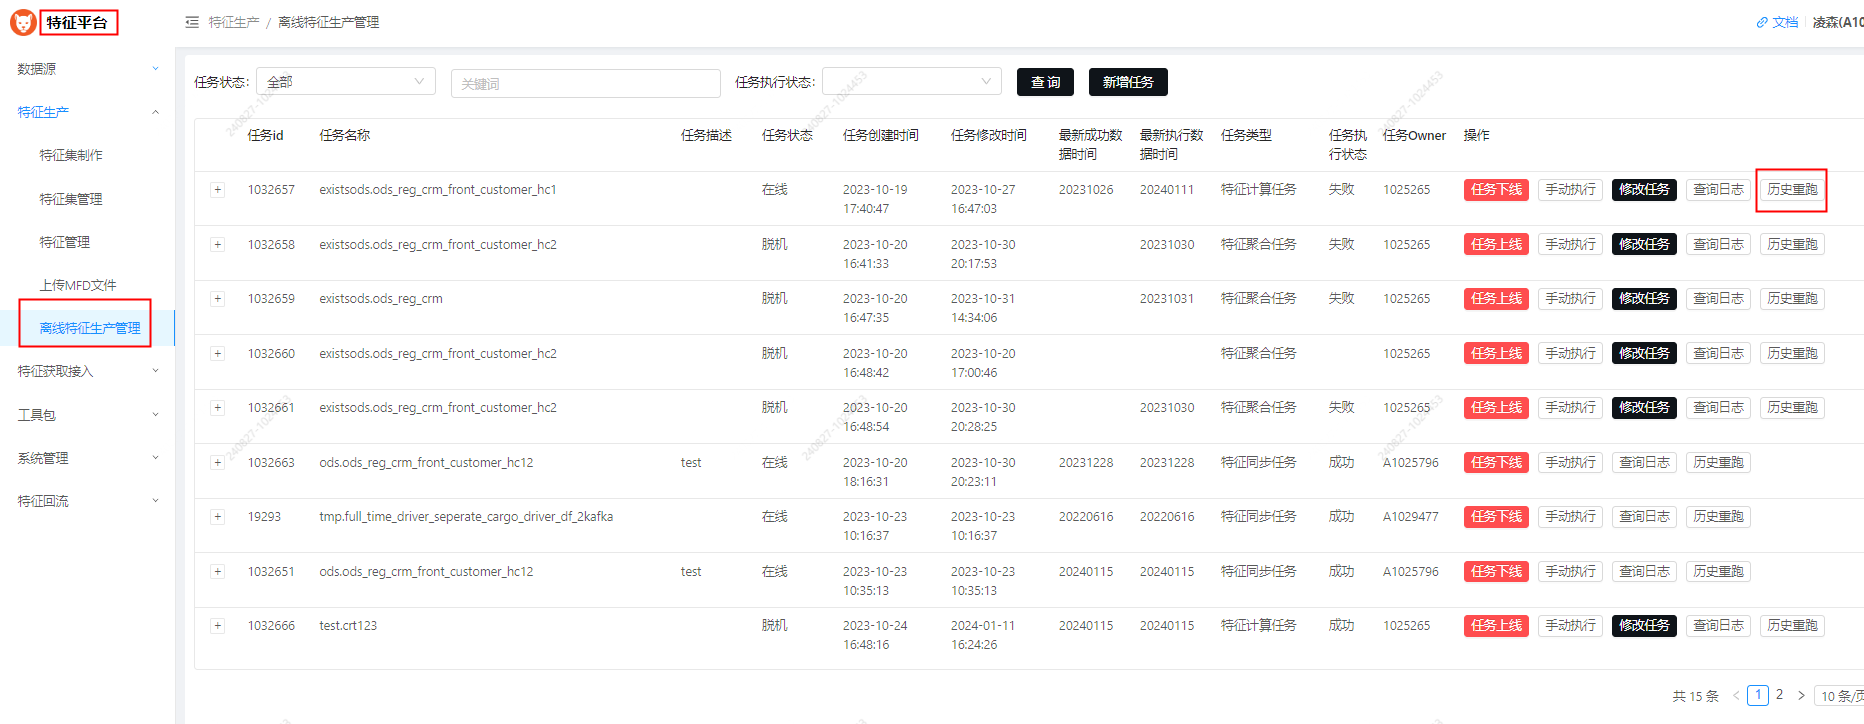 特征平台
特征生产 / 离线特征生产管理
文档 凌森(A10
数据源
特征生产
特征集制作
特征集管理
特征管理
上传MFD文件
离线特征生产管理
特征获取接入
工具包
系统管理
特征回流
任务状态: 全部 关键词 任务执行状态: 查 询 新增任务
任务id 任务名称 任务描述 任务状态 任务创建时间 任务修改时间 最新成功数 最新执行数 任务类型 任务执 任务Owner 操作
据时间 据时间 行状态
+ 1032657 existsods.ods_reg_crm_front_customer_hc1 在线 2023-10-19 2023-10-27 20231026 20240111 特征计算任务 失败 1025265 任务下线 手动执行 修改任务 查询日志 历史重跑
17:40:47 16:47:03
+ 1032658 existsods.ods_reg_crm_front_customer_hc2 脱机 2023-10-20 2023-10-30 20231030 特征聚合任务 失败 1025265 任务上线 手动执行 修改任务 查询日志 历史重跑
16:41:33 20:17:53
+ 1032659 existsods.ods_reg_crm 脱机 2023-10-20 2023-10-31 20231031 特征聚合任务 失败 1025265 任务上线 手动执行 修改任务 查询日志 历史重跑
16:47:35 14:34:06
+ 1032660 existsods.ods_reg_crm_front_customer_hc2 脱机 2023-10-20 2023-10-20 特征聚合任务 1025265 任务上线 手动执行 修改任务 查询日志 历史重跑
16:48:42 17:00:46
+ 1032661 existsods.ods_reg_crm_front_customer_hc2 脱机 2023-10-20 2023-10-30 20231030 特征聚合任务 失败 1025265 任务上线 手动执行 修改任务 查询日志 历史重跑
16:48:54 20:28:25
+ 1032663 ods.ods_reg_crm_front_customer_hc12 test 在线 2023-10-20 2023-10-30 20231228 20231228 特征同步任务 成功 A1025796 任务下线 手动执行 查询日志 历史重跑
18:16:31 20:23:11
+ 19293 tmp.full_time_driver_seperate_cargo_driver_df_2kafka 在线 2023-10-23 2023-10-23 20220616 20220616 特征同步任务 成功 A1029477 任务下线 手动执行 查询日志 历史重跑
10:16:37 10:16:37
+ 1032651 ods.ods_reg_crm_front_customer_hc12 test 在线 2023-10-23 2023-10-23 20240115 20240115 特征同步任务 成功 A1025796 任务下线 手动执行 查询日志 历史重跑
10:35:13 10:35:13
+ 1032666 test.crt123 脱机 2023-10-24 2024-01-11 20240115 20240115 特征计算任务 成功 1025265 任务上线 手动执行 修改任务 查询日志 历史重跑
16:48:16 16:24:26
共 15 条 < 1 2 > 10 条/页
240827-1024453
240827-1024453
240827-1024453
240827-1024453
240827-1024453
240827-1024453